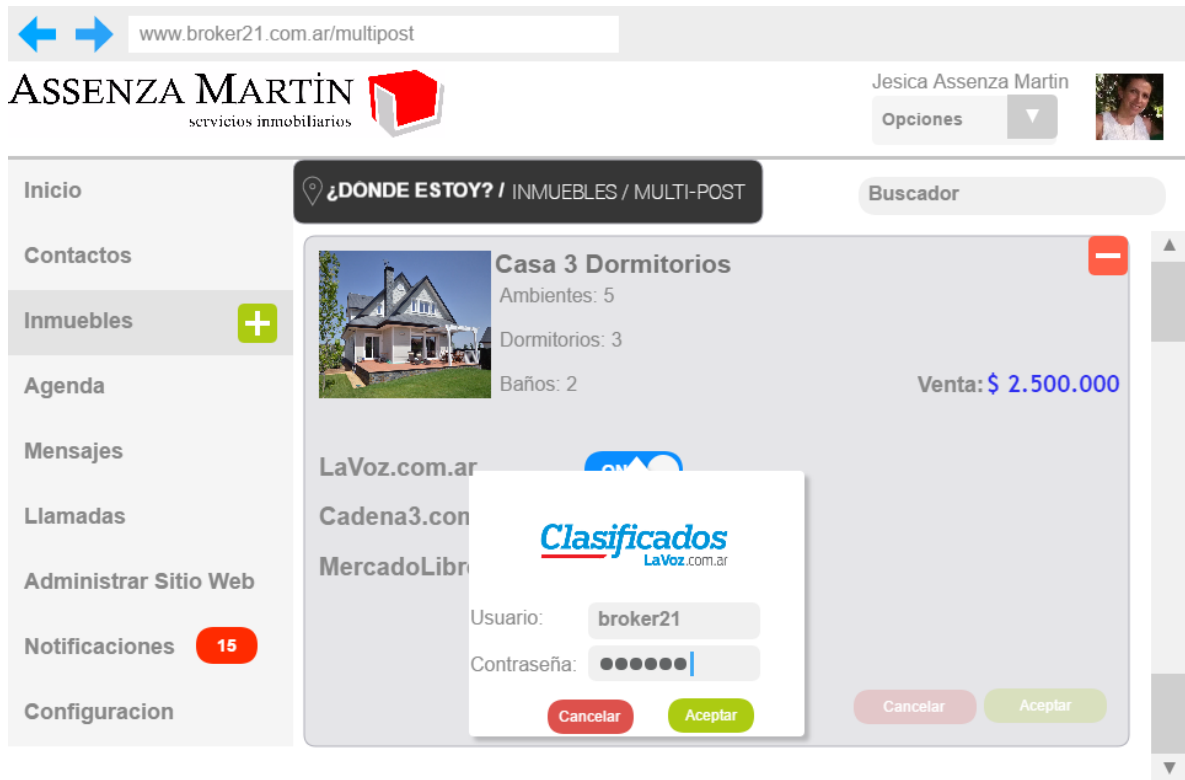 www.broker21.com.ar/multipost
ASSENZA MARTÍN
servicios inmobiliarios
Jesica Assenza Martin
Opciones
Inicio
Contactos
Inmuebles
Agenda
Mensajes
Llamadas
Administrar Sitio Web
Notificaciones 15
Configuracion
¿DONDE ESTOY? / INMUEBLES / MULTI-POST
Buscador
Casa 3 Dormitorios
Ambientes: 5
Dormitorios: 3
Baños: 2
Venta: $ 2.500.000
LaVoz.com.ar
ON
Cadena3.com
MercadoLibre
Clasificados
LaVoz.com.ar
Usuario: broker21
Contraseña: ●●●●●●
Cancelar Aceptar
Cancelar Aceptar